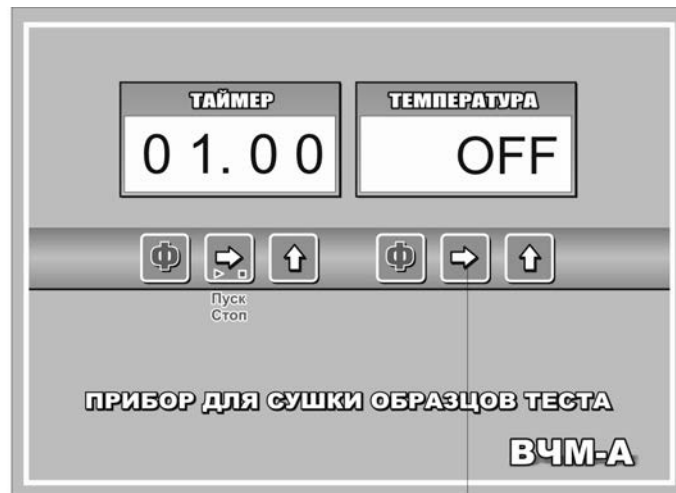 ТАЙМЕР ТЕМПЕРАТУРА
01.00 OFF
Ф Ф
Пуск
Стоп
ПРИБОР ДЛЯ СУШКИ ОБРАЗЦОВ ТЕСТА
ВЧМ-А